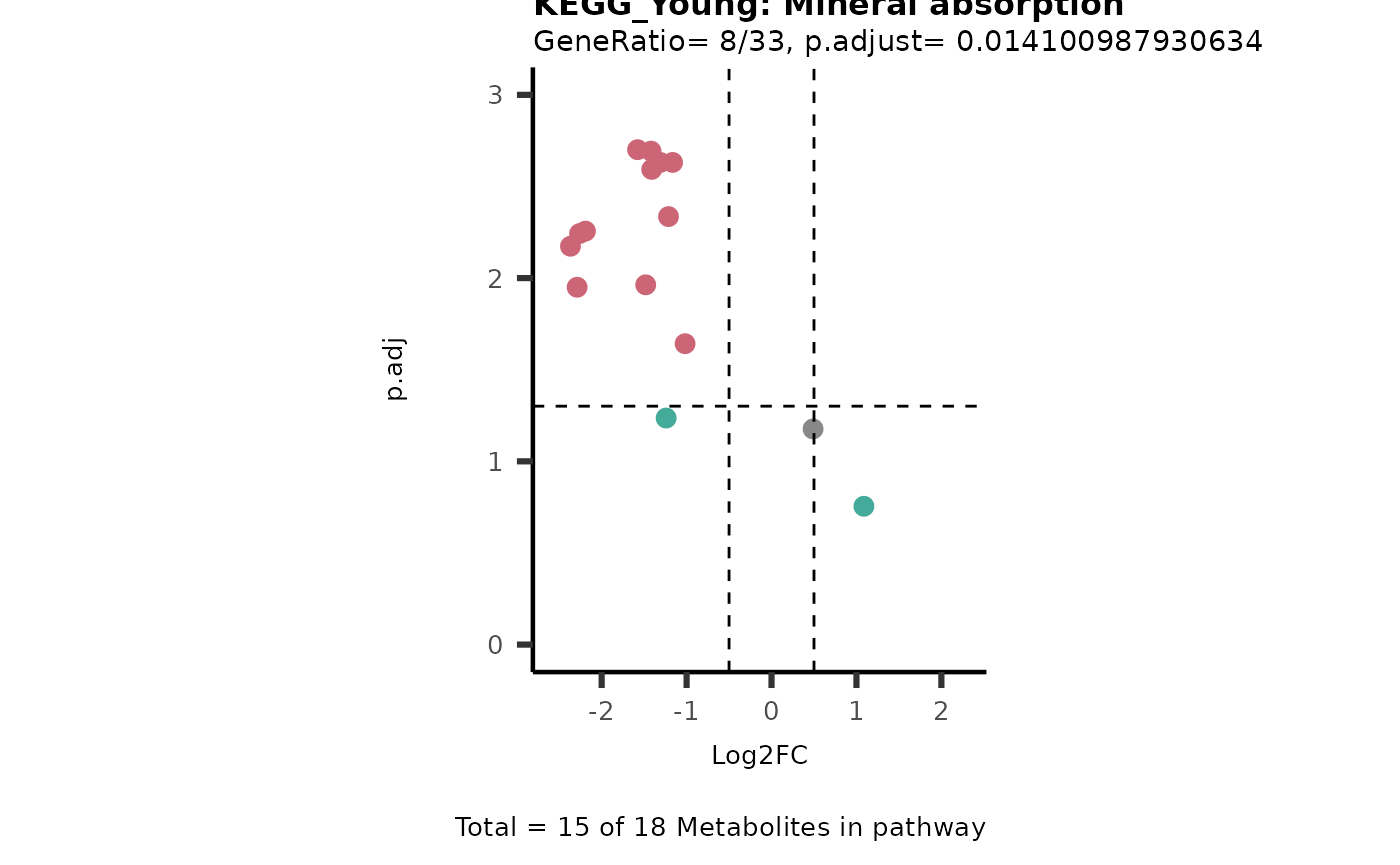 KEGG_Young: Mineral absorption
GeneRatio= 8/33, p.adjust= 0.014100987930634
3
2
1
0
p.adj
-2 -1 0 1 2
Log2FC
Total = 15 of 18 Metabolites in pathway